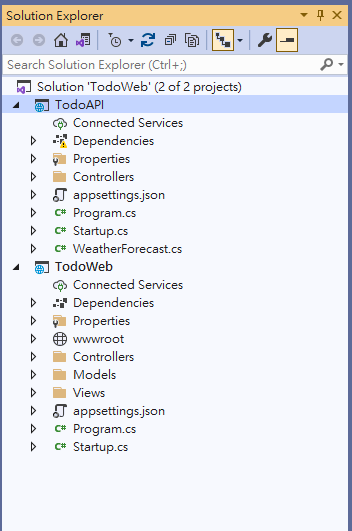 Solution Explorer
Search Solution Explorer (Ctrl+;)
Solution 'TodoWeb' (2 of 2 projects)
TodoAPI
Connected Services
Dependencies
Properties
Controllers
appsettings.json
C# Program.cs
C# Startup.cs
C# WeatherForecast.cs
TodoWeb
Connected Services
Dependencies
Properties
wwwroot
Controllers
Models
Views
appsettings.json
C# Program.cs
C# Startup.cs